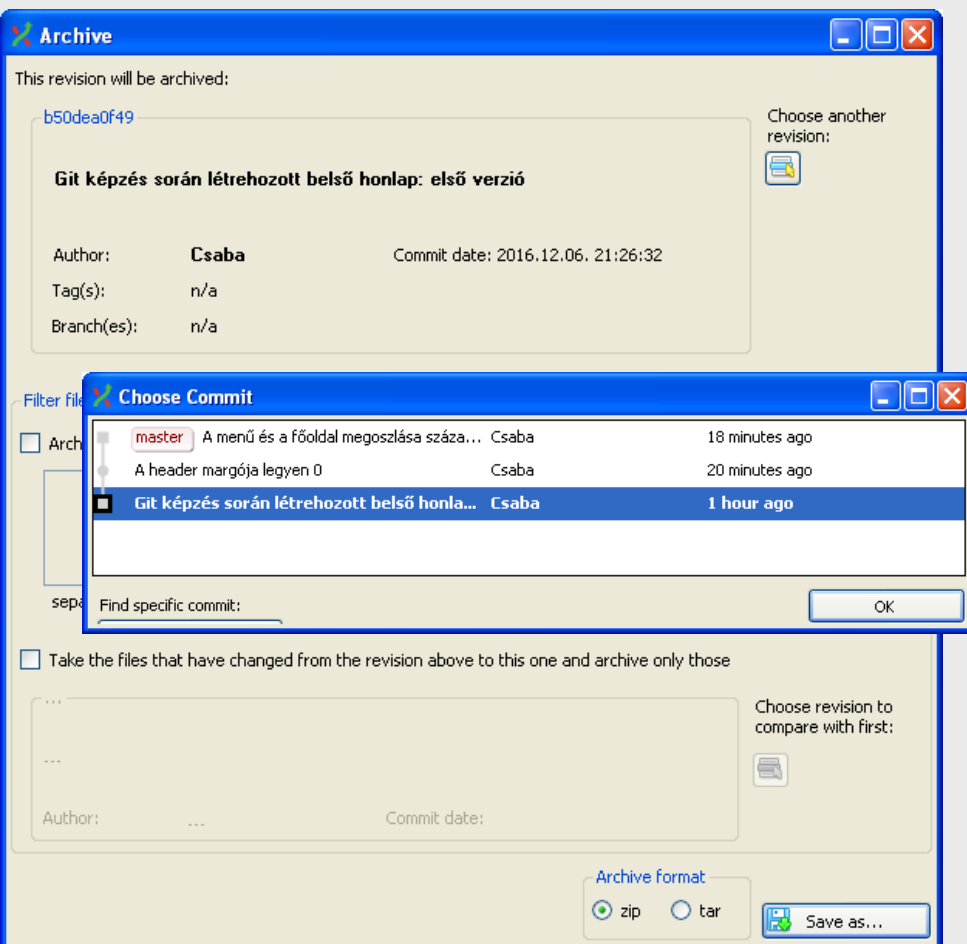 Archive
This revision will be archived:
b50dea0f49
Choose another
revision:
Git képzés során létrehozott belső honlap: első verzió
Author: Csaba Commit date: 2016.12.06. 21:26:32
Tag(s): n/a
Branch(es): n/a
Filter file
Choose Commit
Arch
master A menű és a főoldal megoszlása száza... Csaba 18 minutes ago
A header margója legyen 0 Csaba 20 minutes ago
Git képzés során létrehozott belső honla... Csaba 1 hour ago
sepa
Find specific commit:
OK
Take the files that have changed from the revision above to this one and archive only those
...
Choose revision to
compare with first:
...
Author: ... Commit date:
Archive format
zip tar
Save as...